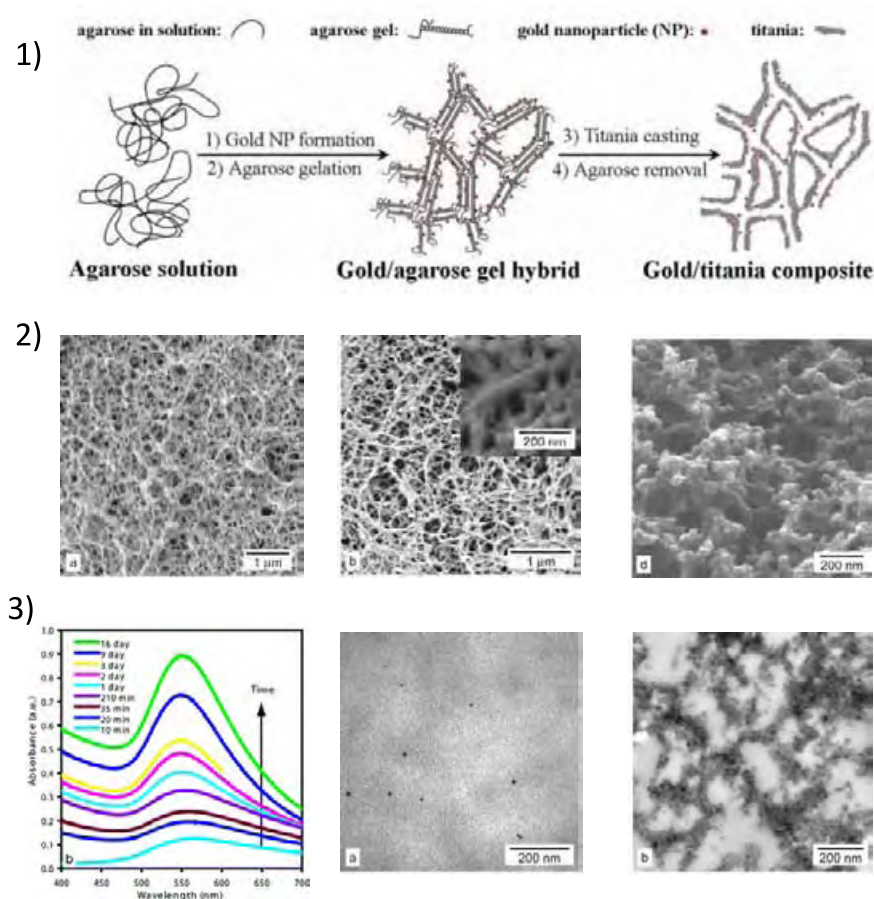 1)
agarose in solution: agarose gel: gold nanoparticle (NP): titania:
1) Gold NP formation
2) Agarose gelation
3) Titania casting
4) Agarose removal
Agarose solution
Gold/agarose gel hybrid
Gold/titania composite
2)
a
1 µm
200 nm
b
1 µm
d
200 nm
3)
1.0
0.9
0.8
0.7
0.6
0.5
0.4
0.3
0.2
0.1
0.0
Absorbance (a.u.)
16 day
9 day
3 day
2 day
1 day
210 min
35 min
20 min
10 min
Time
b
400 450 500 550 600 650 700
Wavelength (nm)
a
200 nm
b
200 nm